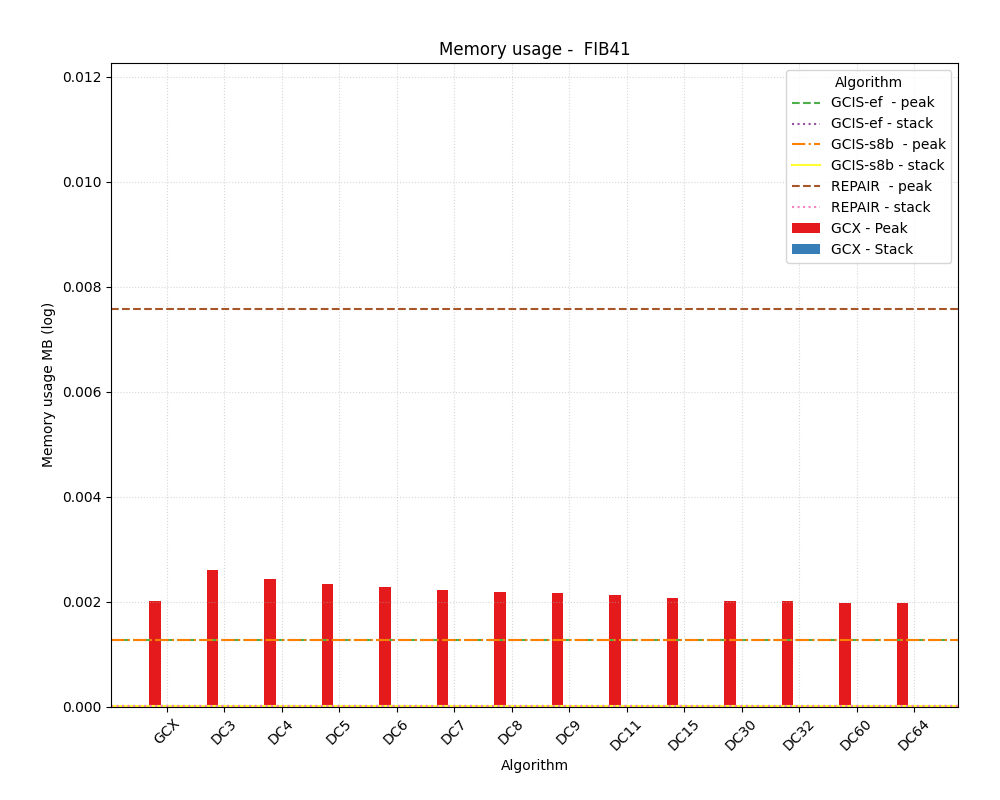 Memory usage -  FIB41
0.012
0.010
0.008
0.006
0.004
0.002
0.000
Memory usage MB (log)
Algorithm
GCIS-ef  - peak
GCIS-ef - stack
GCIS-s8b  - peak
GCIS-s8b - stack
REPAIR  - peak
REPAIR - stack
GCX - Peak
GCX - Stack
GCX
DC3
DC4
DC5
DC6
DC7
DC8
DC9
DC11
DC15
DC30
DC32
DC60
DC64
Algorithm